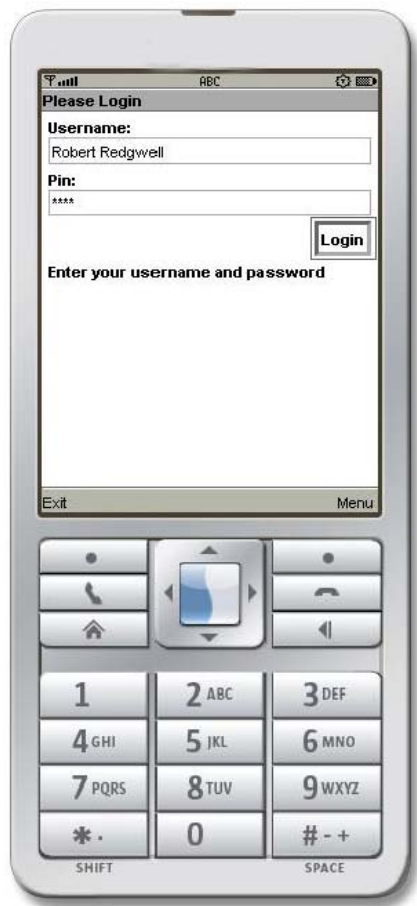 ABC
Please Login
Username:
Robert Redgwell
Pin:
****
Login
Enter your username and password
Exit Menu
1 2 ABC 3 DEF
4 GHI 5 JKL 6 MNO
7 PQRS 8 TUV 9 WXYZ
* . 0 # - +
SHIFT SPACE